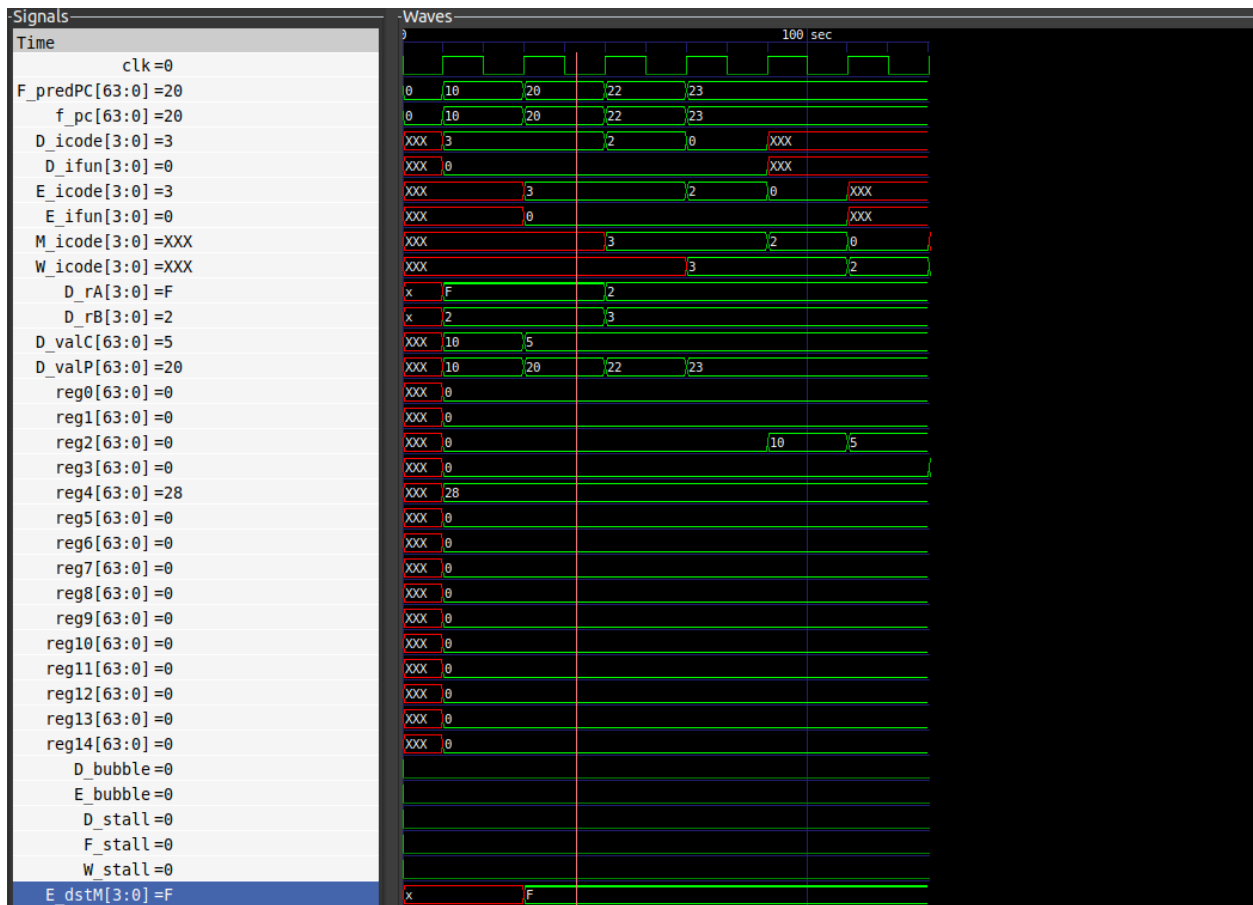 Signals Waves
Time 0 100 sec
clk=0
F_predPC[63:0]=20 0 10 20 22 23
f_pc[63:0]=20 0 10 20 22 23
D_icode[3:0]=3 XXX 3 2 0 XXX
D_ifun[3:0]=0 XXX 0 XXX
E_icode[3:0]=3 XXX 3 2 0 XXX
E_ifun[3:0]=0 XXX 0 XXX
M_icode[3:0]=XXX XXX 3 2 0
W_icode[3:0]=XXX XXX 3 2
D_rA[3:0]=F x F 2
D_rB[3:0]=2 x 2 3
D_valC[63:0]=5 XXX 10 5
D_valP[63:0]=20 XXX 10 20 22 23
reg0[63:0]=0 XXX 0
reg1[63:0]=0 XXX 0
reg2[63:0]=0 XXX 0 10 5
reg3[63:0]=0 XXX 0
reg4[63:0]=28 XXX 28
reg5[63:0]=0 XXX 0
reg6[63:0]=0 XXX 0
reg7[63:0]=0 XXX 0
reg8[63:0]=0 XXX 0
reg9[63:0]=0 XXX 0
reg10[63:0]=0 XXX 0
reg11[63:0]=0 XXX 0
reg12[63:0]=0 XXX 0
reg13[63:0]=0 XXX 0
reg14[63:0]=0 XXX 0
D_bubble=0
E_bubble=0
D_stall=0
F_stall=0
W_stall=0
E_dstM[3:0]=F x F